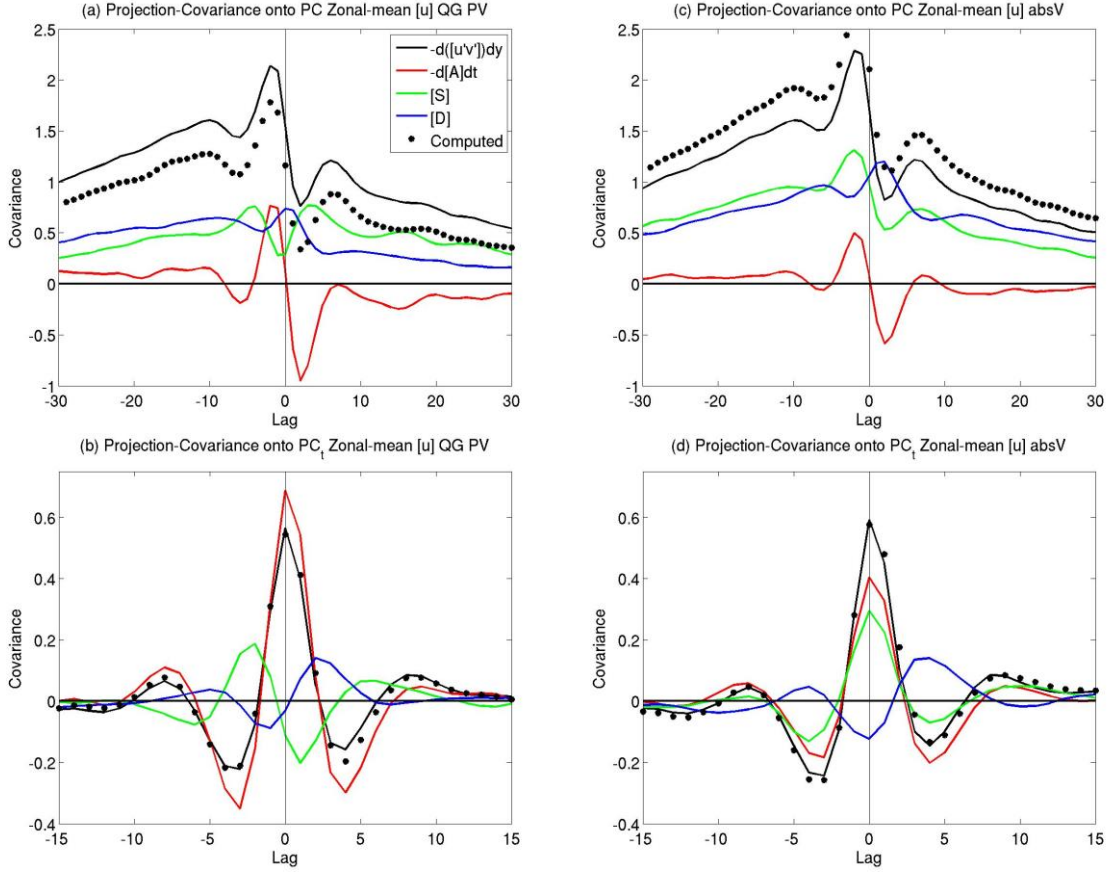 (a) Projection-Covariance onto PC Zonal-mean [u] QG PV
2.5
2
1.5
1
0.5
0
-0.5
-1
Covariance
-30 -20 -10 0 10 20 30
Lag
-d([u'v'])dy
-d[A]dt
[S]
[D]
Computed
(c) Projection-Covariance onto PC Zonal-mean [u] absV
2.5
2
1.5
1
0.5
0
-0.5
-1
Covariance
-30 -20 -10 0 10 20 30
Lag
(b) Projection-Covariance onto PCt Zonal-mean [u] QG PV
0.6
0.4
0.2
0
-0.2
-0.4
Covariance
-15 -10 -5 0 5 10 15
Lag
(d) Projection-Covariance onto PCt Zonal-mean [u] absV
0.6
0.4
0.2
0
-0.2
-0.4
Covariance
-15 -10 -5 0 5 10 15
Lag